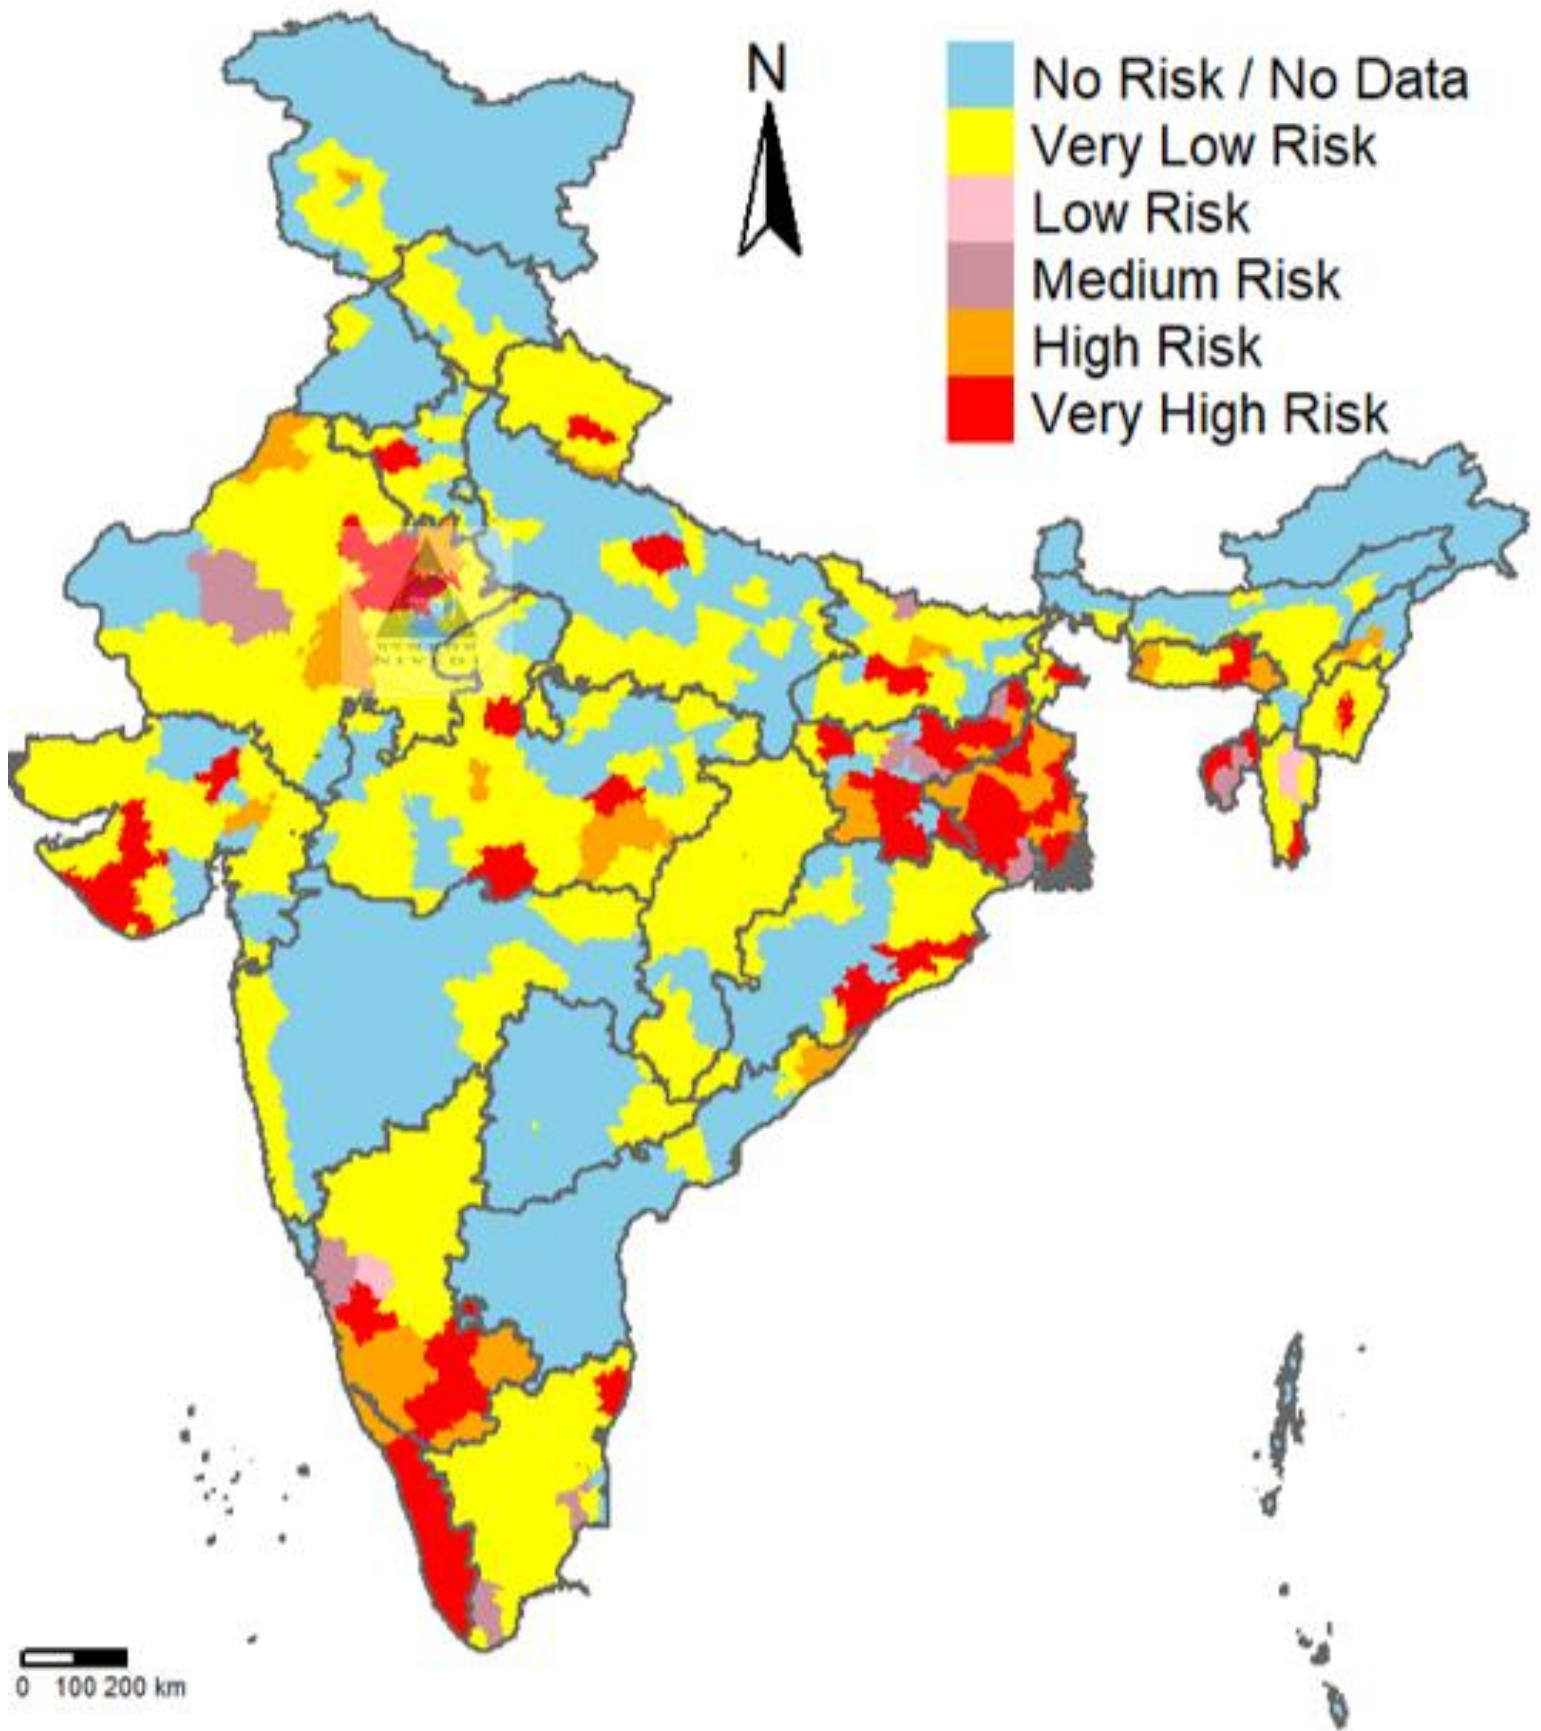 N
No Risk / No Data
Very Low Risk
Low Risk
Medium Risk
High Risk
Very High Risk
0 100 200 km